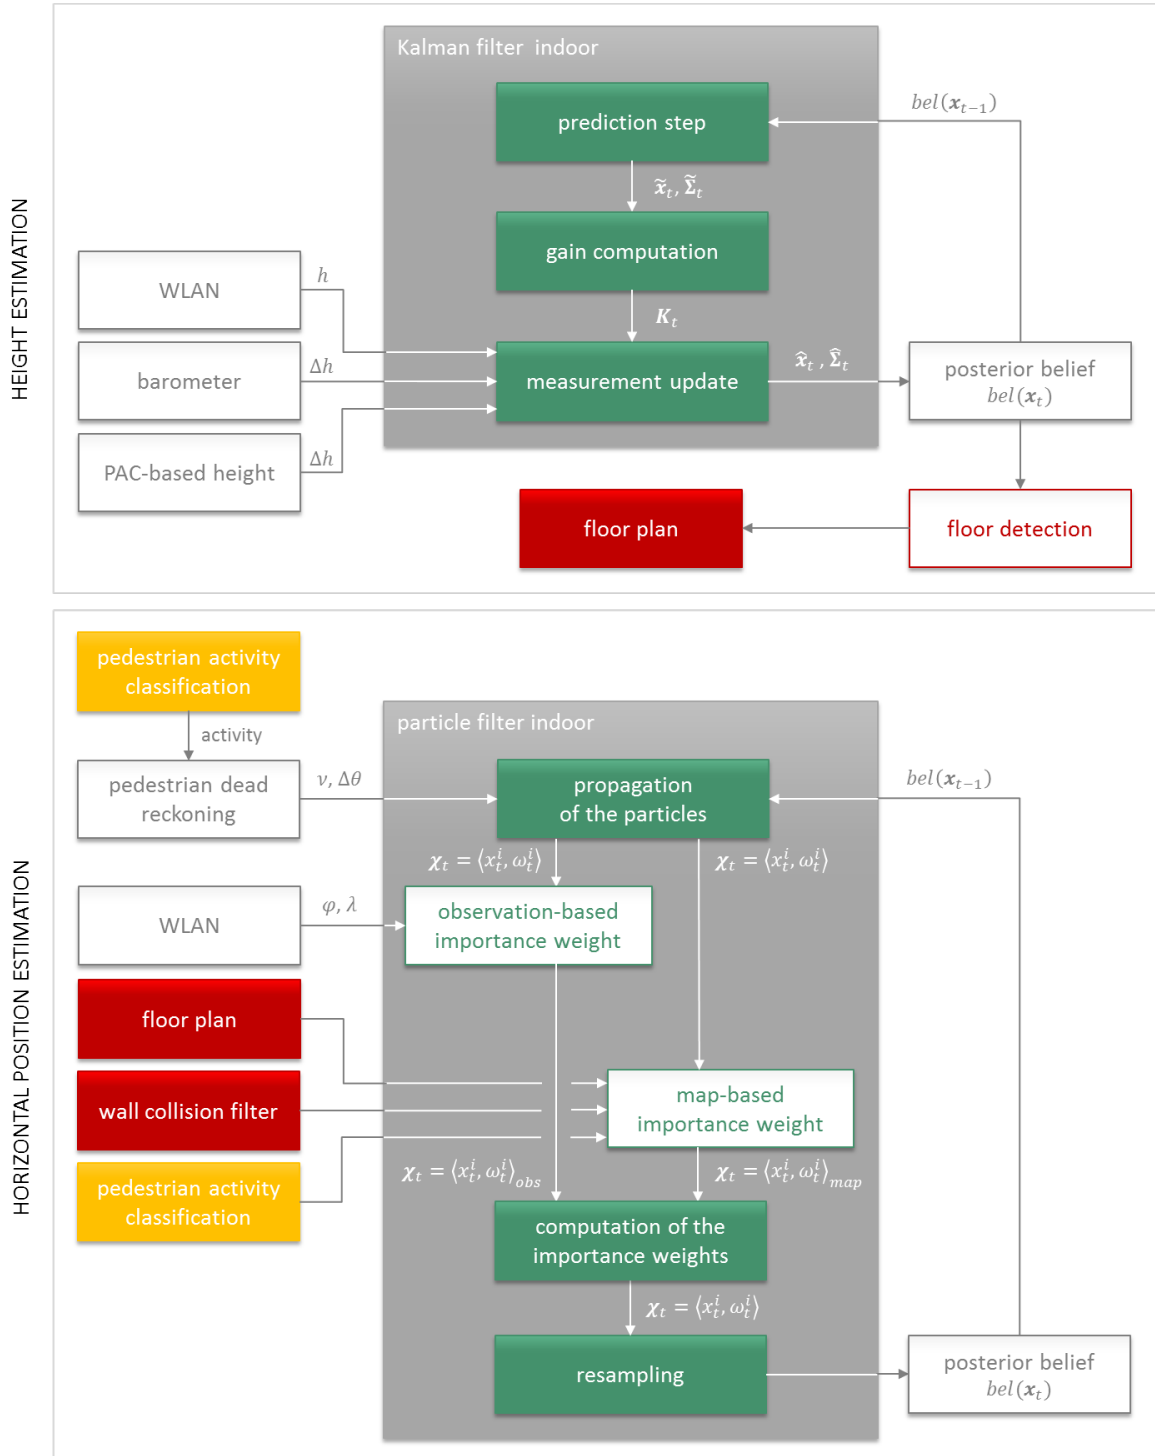 HEIGHT ESTIMATION
Kalman filter indoor
prediction step
bel(x_{t-1})
x̃_t, Σ̃_t
gain computation
WLAN
h
K_t
barometer
Δh
measurement update
x̂_t , Σ̂_t
posterior belief
bel(x_t)
PAC-based height
Δh
floor plan
floor detection
HORIZONTAL POSITION ESTIMATION
pedestrian activity
classification
activity
particle filter indoor
pedestrian dead
reckoning
ν, Δθ
propagation
of the particles
bel(x_{t-1})
χ_t = ⟨x_t^i, ω_t^i⟩
χ_t = ⟨x_t^i, ω_t^i⟩
WLAN
φ, λ
observation-based
importance weight
floor plan
wall collision filter
map-based
importance weight
pedestrian activity
classification
χ_t = ⟨x_t^i, ω_t^i⟩_{obs}
χ_t = ⟨x_t^i, ω_t^i⟩_{map}
computation of the
importance weights
χ_t = ⟨x_t^i, ω_t^i⟩
resampling
posterior belief
bel(x_t)